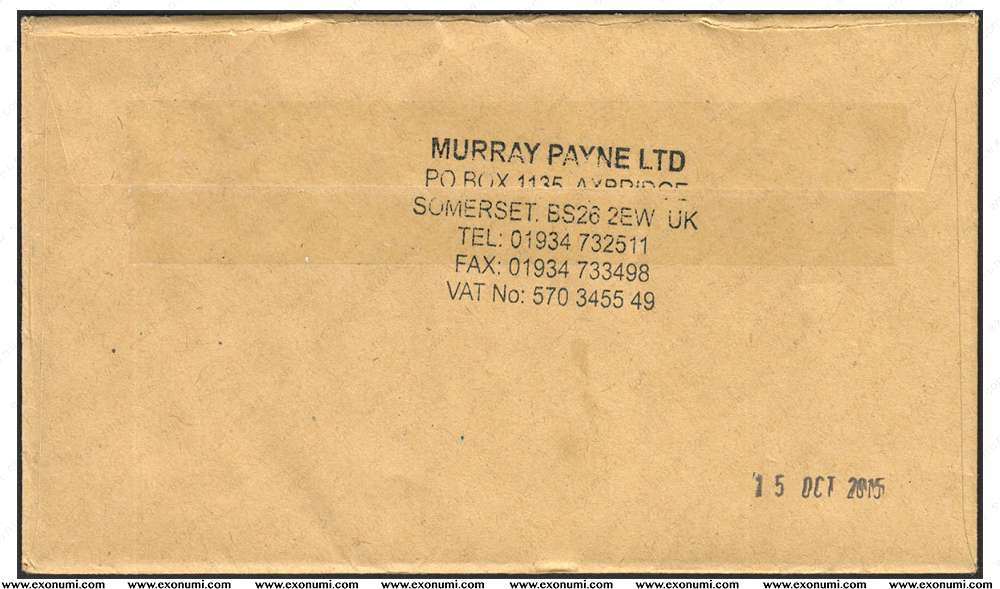 MURRAY PAYNE LTD
PO BOX 1135, AXBRIDGE
SOMERSET. BS26 2EW UK
TEL: 01934 732511
FAX: 01934 733498
VAT No: 570 3455 49
15 OCT 2015
www.exonumi.com www.exonumi.com www.exonumi.com www.exonumi.com www.exonumi.com www.exonumi.com www.exonumi.com www.exonumi.com